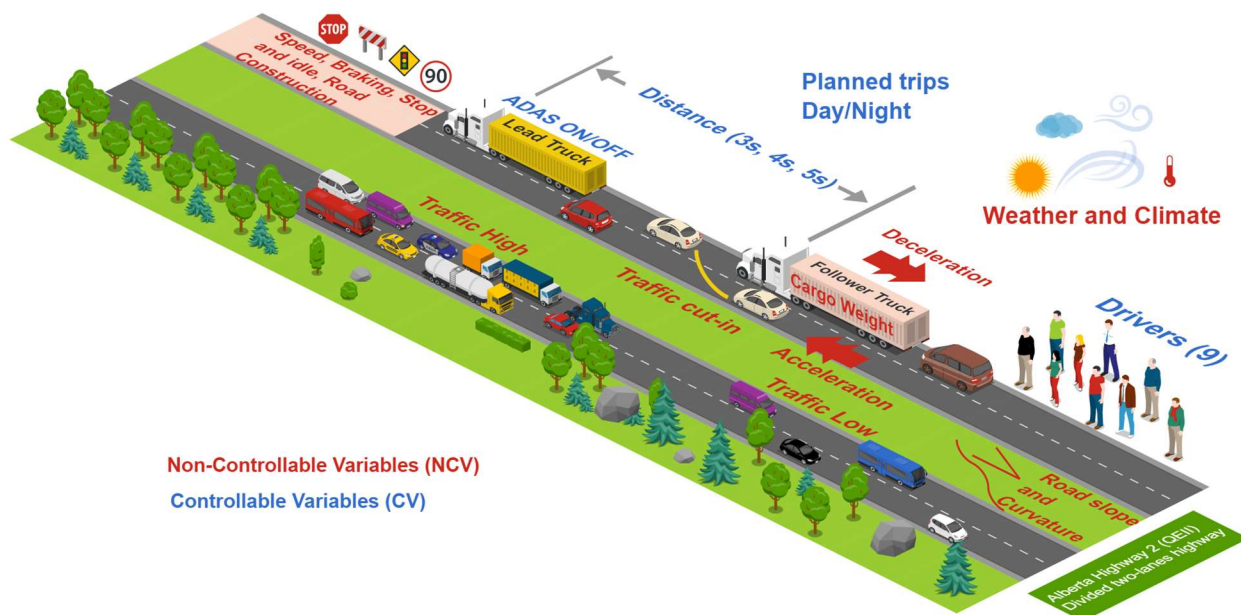 STOP
90
Speed, Braking, Stop
and idle, Road
Construction
ADAS ON/OFF
Lead Truck
Distance (3s, 4s, 5s)
Planned trips
Day/Night
Weather and Climate
Traffic High
Traffic cut-in
Deceleration
Follower Truck
Cargo Weight
Drivers (9)
Acceleration
Traffic Low
Non-Controllable Variables (NCV)
Controllable Variables (CV)
Road slope
and
Curvature
Alberta Highway 2 (QEII)
Divided two-lanes highway